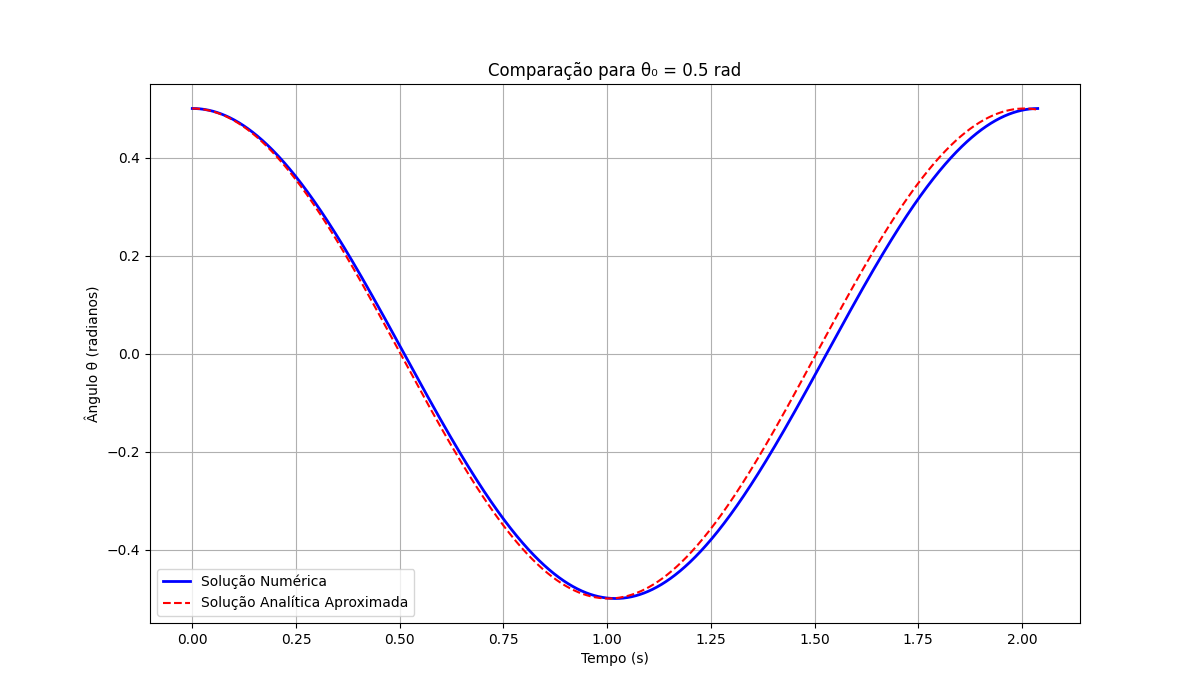 Comparação para θ₀ = 0.5 rad
Ângulo θ (radianos)
0.4
0.2
0.0
−0.2
−0.4
Solução Numérica
Solução Analítica Aproximada
0.00 0.25 0.50 0.75 1.00 1.25 1.50 1.75 2.00
Tempo (s)